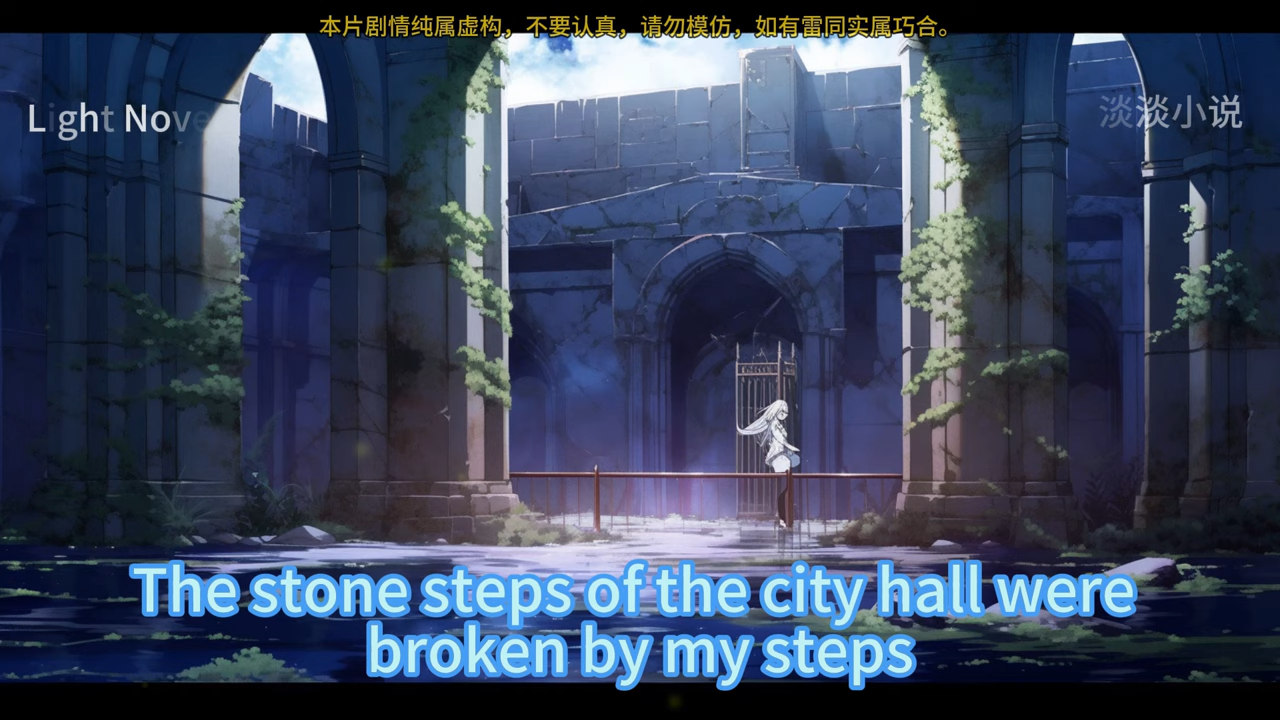 本片剧情纯属虚构，不要认真，请勿模仿，如有雷同实属巧合。
Light Nove
淡淡小说
The stone steps of the city hall were
broken by my steps